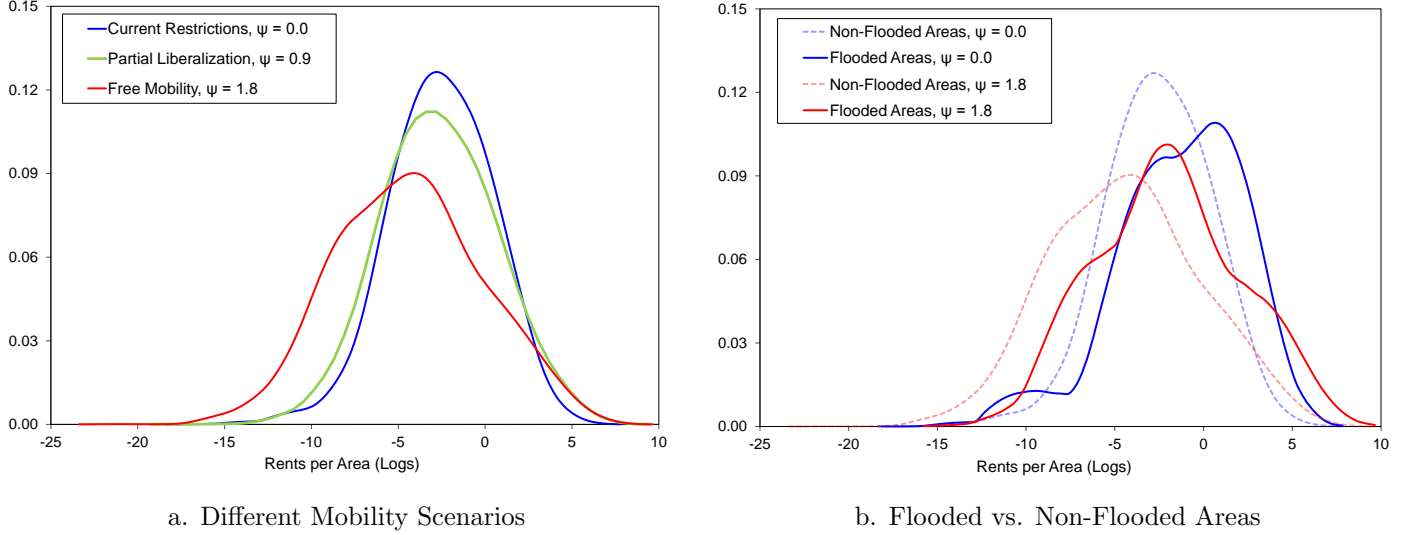 0.15
0.12
0.09
0.06
0.03
0.00
Current Restrictions, ψ = 0.0
Partial Liberalization, ψ = 0.9
Free Mobility, ψ = 1.8
-25 -20 -15 -10 -5 0 5 10
Rents per Area (Logs)
a. Different Mobility Scenarios
0.15
0.12
0.09
0.06
0.03
0.00
Non-Flooded Areas, ψ = 0.0
Flooded Areas, ψ = 0.0
Non-Flooded Areas, ψ = 1.8
Flooded Areas, ψ = 1.8
-25 -20 -15 -10 -5 0 5 10
Rents per Area (Logs)
b. Flooded vs. Non-Flooded Areas